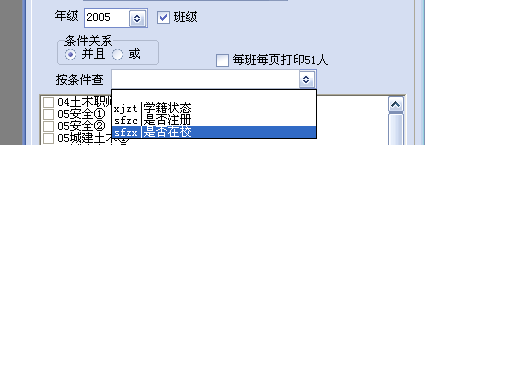 年级 2005 班级
条件关系
并且 或
每班每页打印51人
按条件查
xjzt|学籍状态
sfzc|是否注册
sfzx|是否在校
04土木职
05安全①
05安全②
05城建土木